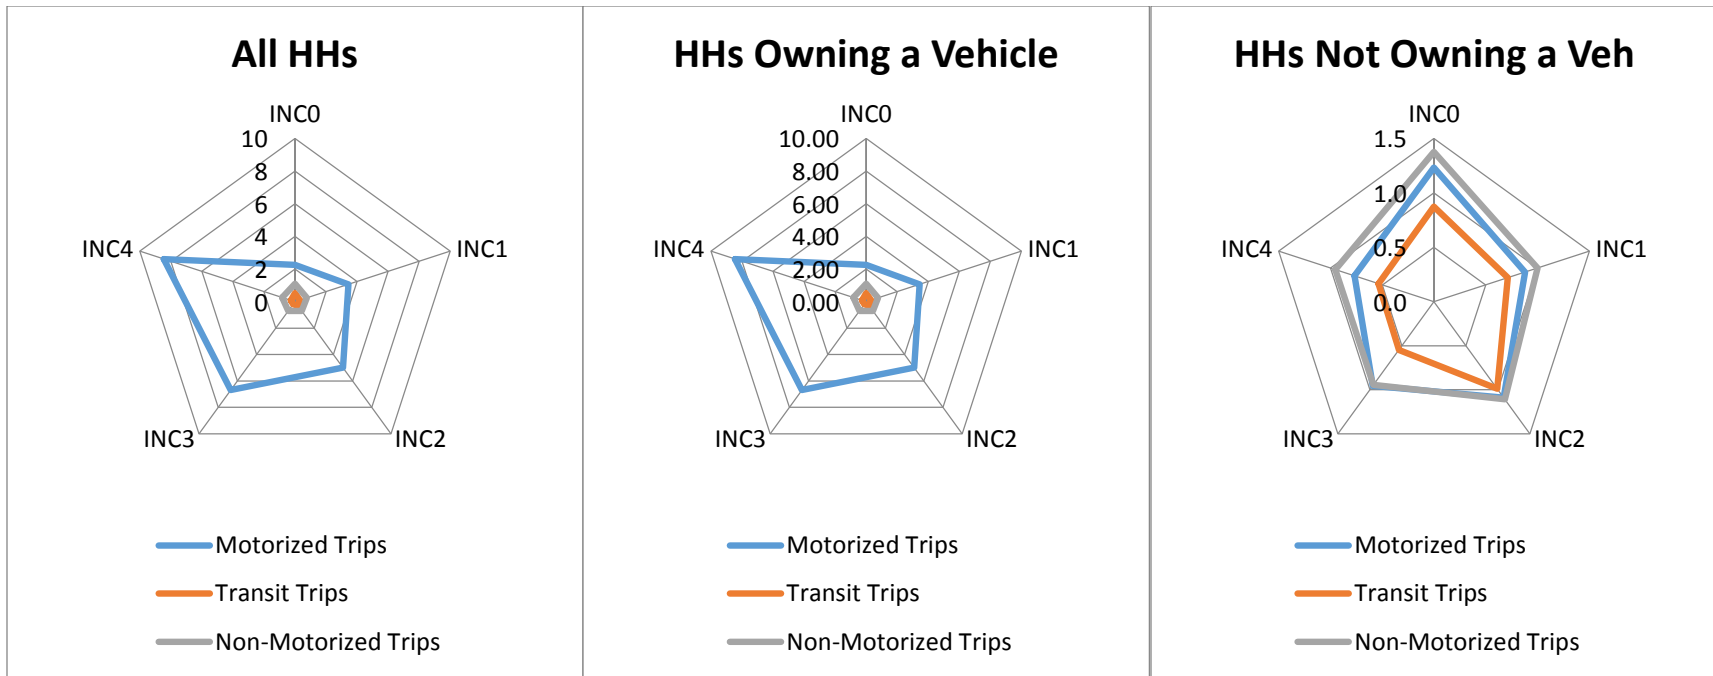 All HHs
INC0
10
8
6
4
2
0
INC4
INC1
INC3
INC2
Motorized Trips
Transit Trips
Non-Motorized Trips
HHs Owning a Vehicle
INC0
10.00
8.00
6.00
4.00
2.00
0.00
INC4
INC1
INC3
INC2
Motorized Trips
Transit Trips
Non-Motorized Trips
HHs Not Owning a Veh
INC0
1.5
1.0
0.5
0.0
INC4
INC1
INC3
INC2
Motorized Trips
Transit Trips
Non-Motorized Trips